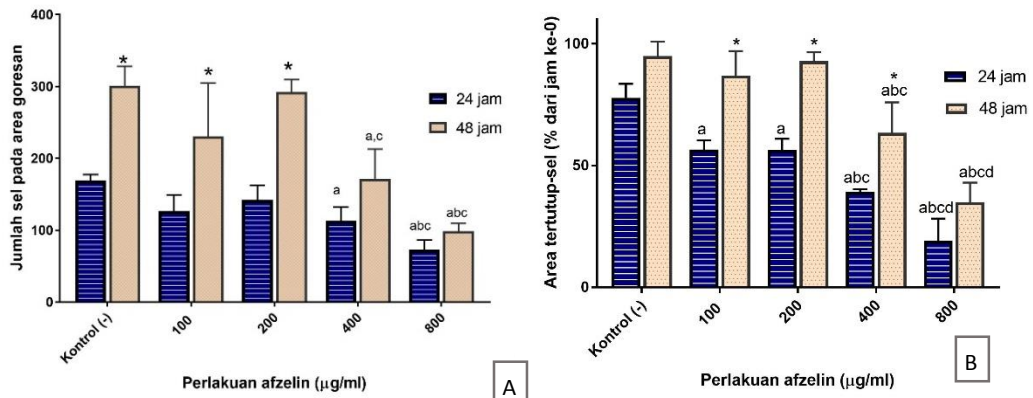 Jumlah sel pada area goresan
400
300
200
100
0
*
*
*
a
a,c
abc
abc
24 jam
48 jam
Kontrol (-)
100
200
400
800
Perlakuan afzelin (µg/ml)
A
Area tertutup-sel (% dari jam ke-0)
100
50
0
a
*
a
*
abc
*
abc
abcd
abcd
24 jam
48 jam
Kontrol (-)
100
200
400
800
Perlakuan afzelin (µg/ml)
B